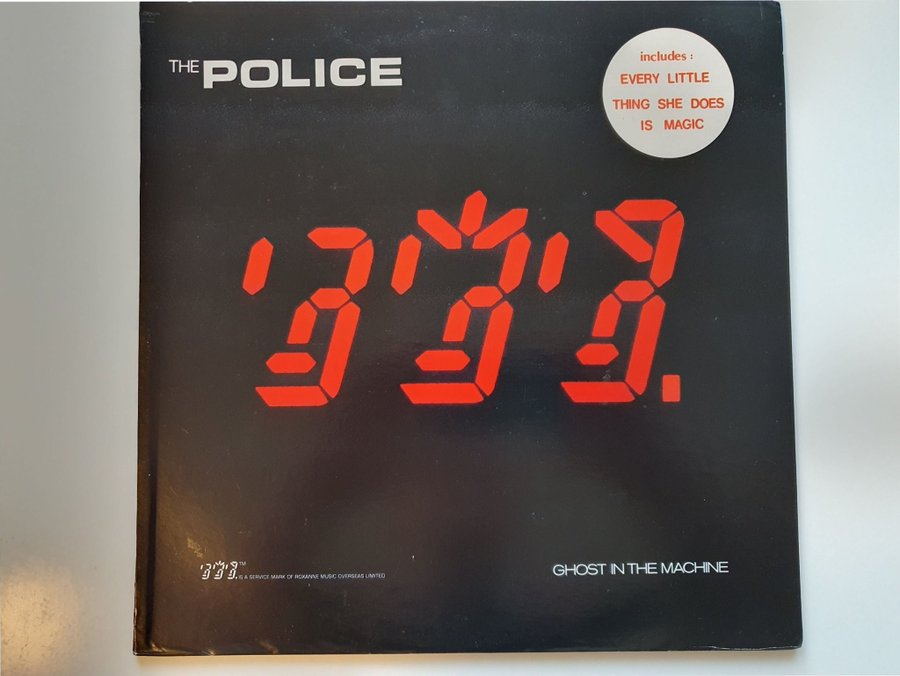 THE POLICE
includes :
EVERY LITTLE
THING SHE DOES
IS MAGIC
TM
IS A SERVICE MARK OF ROXANNE MUSIC OVERSEAS LIMITED
GHOST IN THE MACHINE